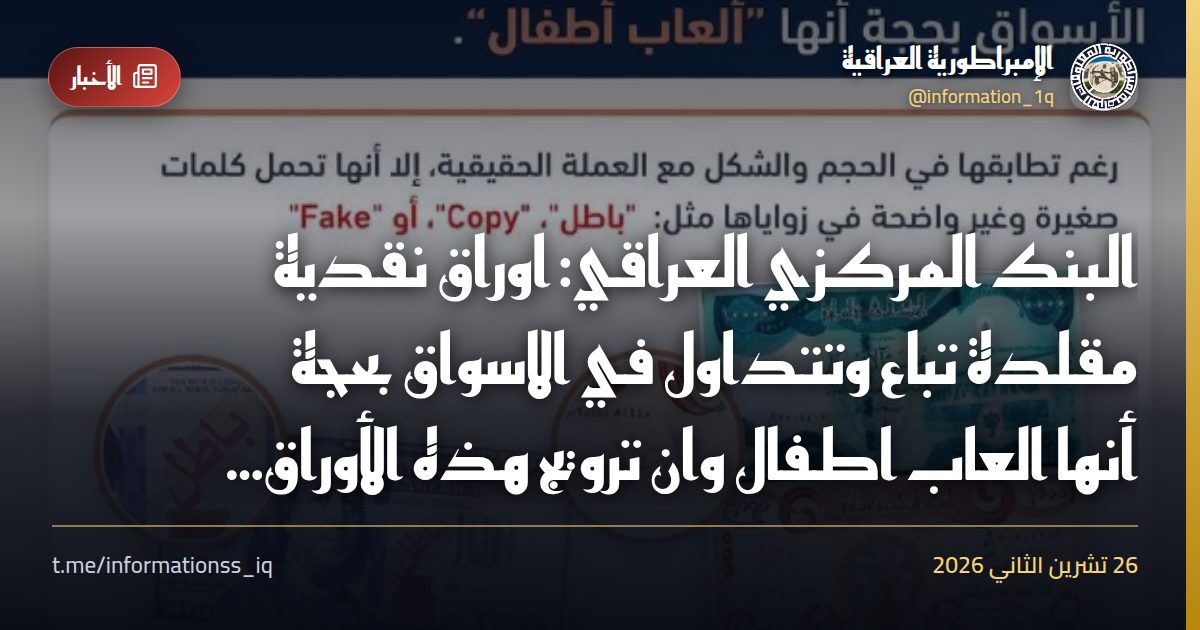 الأسواق بحجة أنها "ألعاب أطفال".
الإمبراطورية العراقية
@information_1q
الأخبار
رغم تطابقها في الحجم والشكل مع العملة الحقيقية، إلا أنها تحمل كلمات
صغيرة وغير واضحة في زواياها مثل: "باطل"، "Copy"، أو "Fake"
البنك المركزي العراقي: اوراق نقدية
مقلدة تباع وتتداول في الاسواق بحجة
أنها العاب اطفال وان ترويج هذه الأوراق...
باطل
26 تشرين الثاني 2026
t.me/informationss_iq